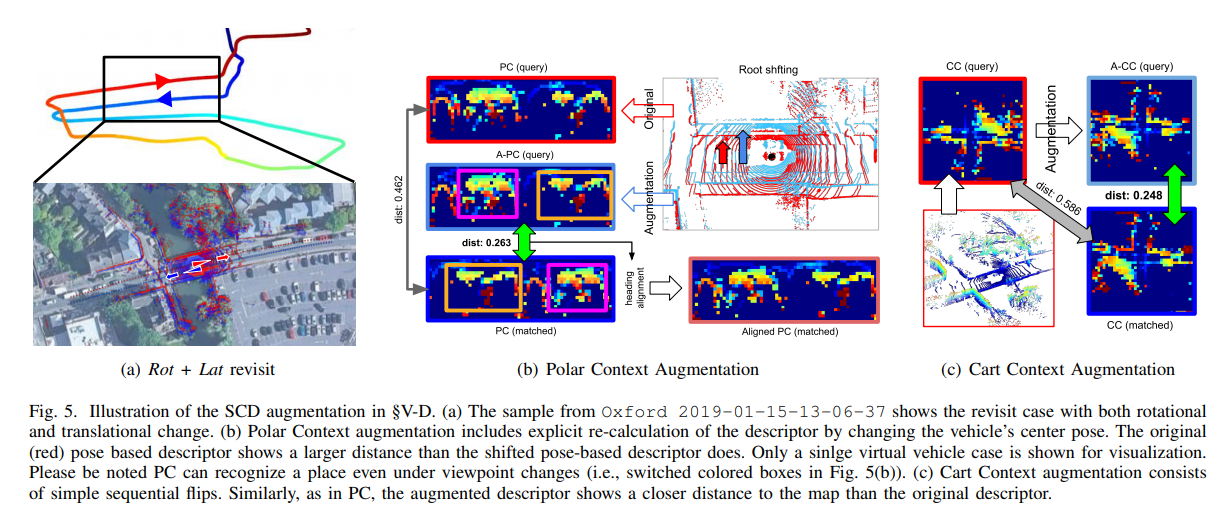 PC (query)
Root shfting
CC (query)
A-CC (query)
Original
Augmentation
A-PC (query)
dist: 0.462
Augmentation
dist: 0.586
dist: 0.248
dist: 0.263
heading
alignment
PC (matched)
Aligned PC (matched)
CC (matched)
(a) Rot + Lat revisit
(b) Polar Context Augmentation
(c) Cart Context Augmentation
Fig. 5. Illustration of the SCD augmentation in §V-D. (a) The sample from Oxford 2019-01-15-13-06-37 shows the revisit case with both rotational
and translational change. (b) Polar Context augmentation includes explicit re-calculation of the descriptor by changing the vehicle's center pose. The original
(red) pose based descriptor shows a larger distance than the shifted pose-based descriptor does. Only a sinlge virtual vehicle case is shown for visualization.
Please be noted PC can recognize a place even under viewpoint changes (i.e., switched colored boxes in Fig. 5(b)). (c) Cart Context augmentation consists
of simple sequential flips. Similarly, as in PC, the augmented descriptor shows a closer distance to the map than the original descriptor.